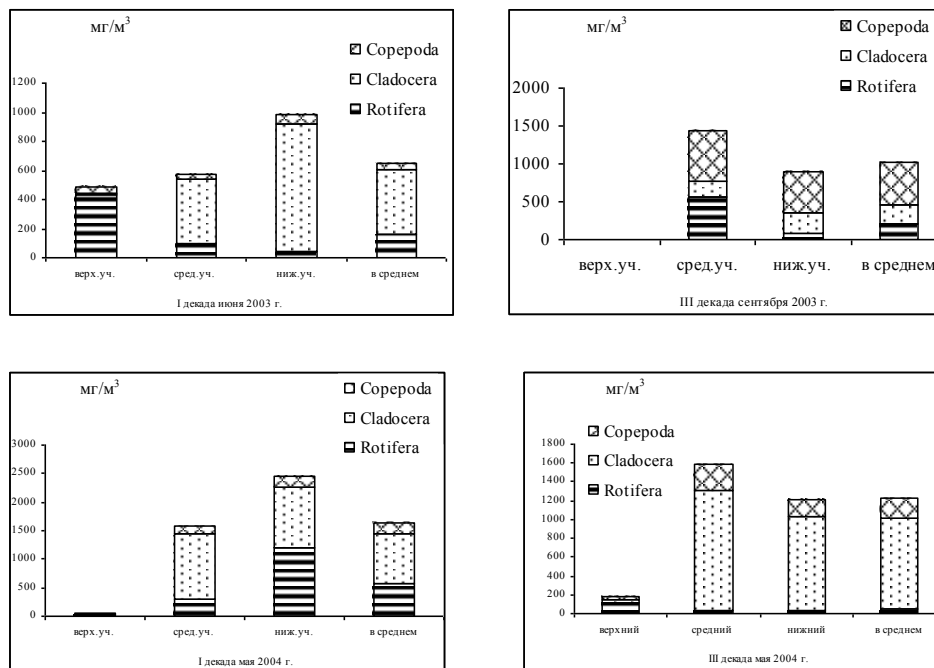 мг/м³
Copepoda
Cladocera
Rotifera
1200
1000
800
600
400
200
0
верх.уч. сред.уч. ниж.уч. в среднем
I декада июня 2003 г.
мг/м³
Copepoda
Cladocera
Rotifera
2000
1500
1000
500
0
верх.уч. сред.уч. ниж.уч. в среднем
III декада сентября 2003 г.
мг/м³
Copepoda
Cladocera
Rotifera
3000
2500
2000
1500
1000
500
0
верх.уч. сред.уч. ниж.уч. в среднем
I декада мая 2004 г.
мг/м³
Copepoda
Cladocera
Rotifera
1800
1600
1400
1200
1000
800
600
400
200
0
верхний средний нижний в среднем
III декада мая 2004 г.